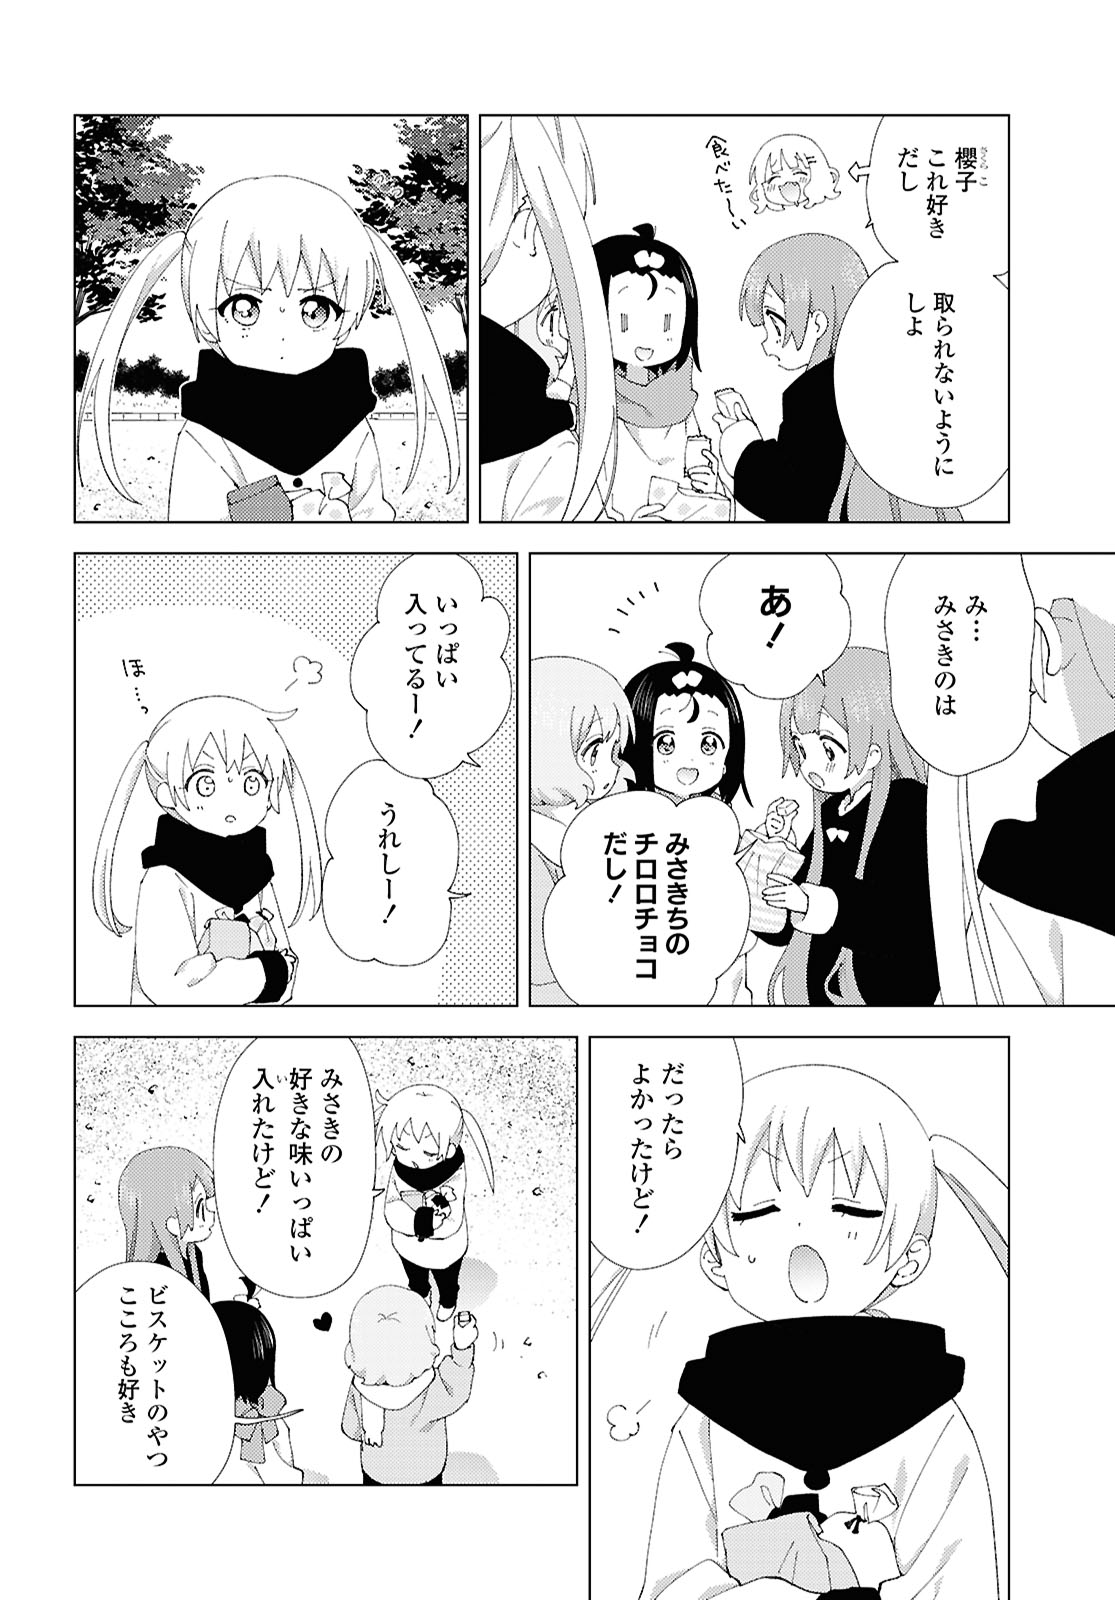 櫻子
さくらこ
これ好き
だし
取られないように
しよ
食べた〜い
み…
みさきのは
あ！
みさきちの
チロロチョコ
だし！
いっぱい
入ってるー！
うれしー！
ほ…っ
だったら
よかったけど！
みさきの
好きな味いっぱい
入れたけど！
い
ビスケットのやつ
こころも好き